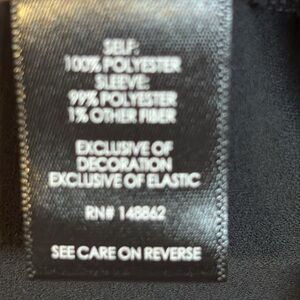 SELF:
100% POLYESTER
SLEEVE:
99% POLYESTER
1% OTHER FIBER
EXCLUSIVE OF
DECORATION
EXCLUSIVE OF ELASTIC
RN# 148862
SEE CARE ON REVERSE